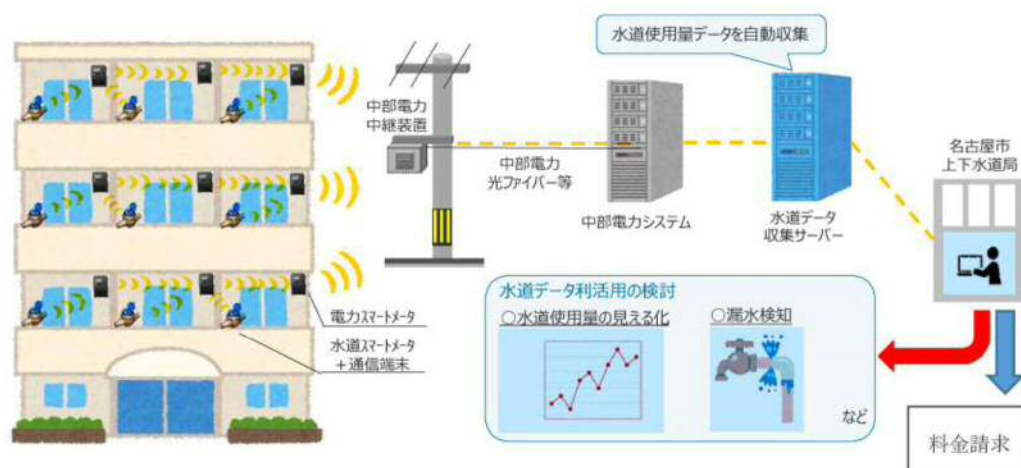 水道使用量データを自動収集
中部電力
中継装置
中部電力
光ファイバー等
中部電力システム
水道データ
収集サーバー
名古屋市
上下水道局
電力スマートメータ
水道スマートメータ
＋通信端末
水道データ利活用の検討
○水道使用量の見える化
○漏水検知
など
料金請求